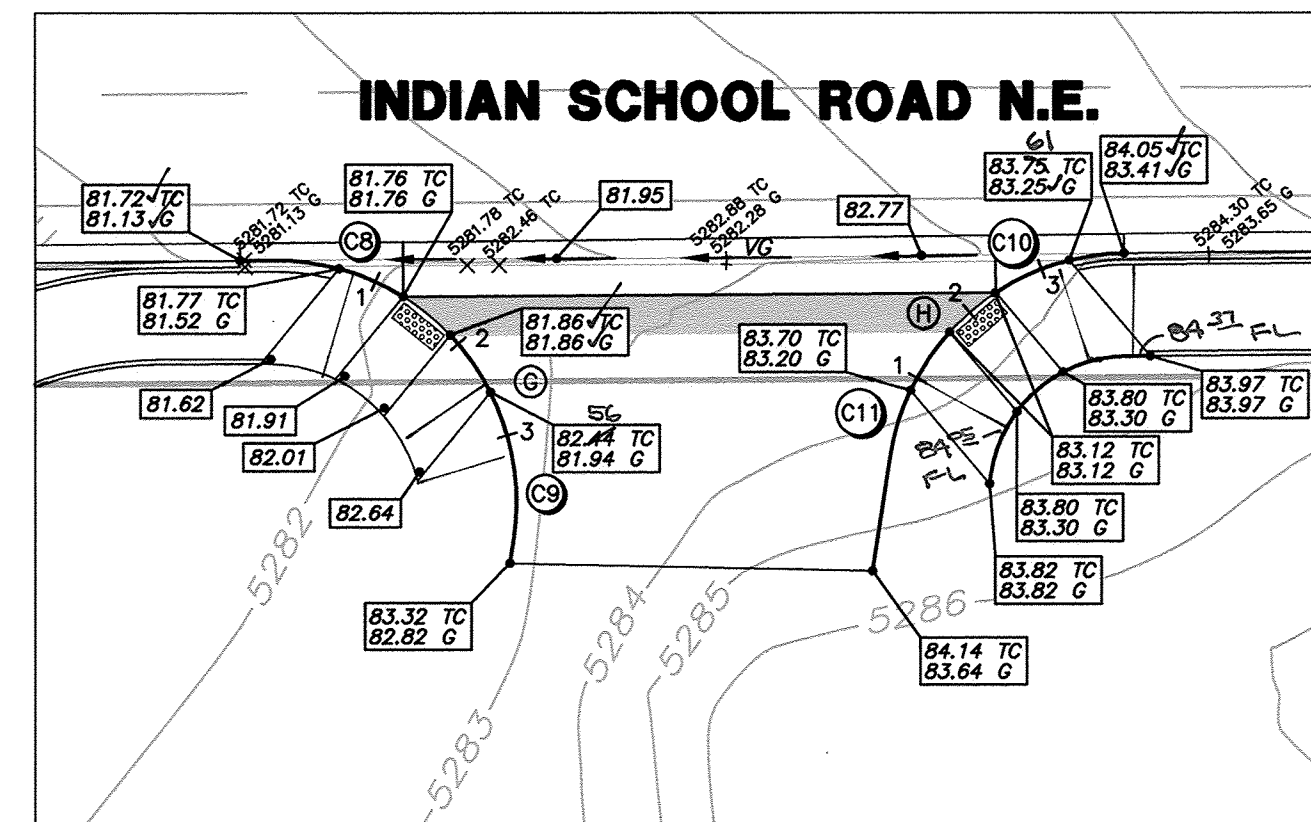 INDIAN SCHOOL ROAD N.E.
61
81.72 ✓ TC
81.13 ✓ G
5281.72 TC
5281.13 G
81.76 TC
81.76 G
5281.78 TC
5282.46 TC
81.95
5282.88 TC
5282.28 G
82.77
83.75 TC
83.25 ✓ G
84.05 ✓ TC
83.41 ✓ G
5284.30 TC
5283.65 G
C8
VG
C10
1
3
2
H
81.77 TC
81.52 G
81.86 ✓ TC
81.86 ✓ G
2
83.70 TC
83.20 G
84.37 FL
G
1
83.97 TC
83.97 G
81.62
81.91
56
82.44 TC
81.94 G
C11
83.80 TC
83.30 G
82.01
3
FL
83.12 TC
83.12 G
C9
82.64
83.80 TC
83.30 G
5282
83.82 TC
83.82 G
83.32 TC
82.82 G
5284
5285
5286
84.14 TC
83.64 G
5283